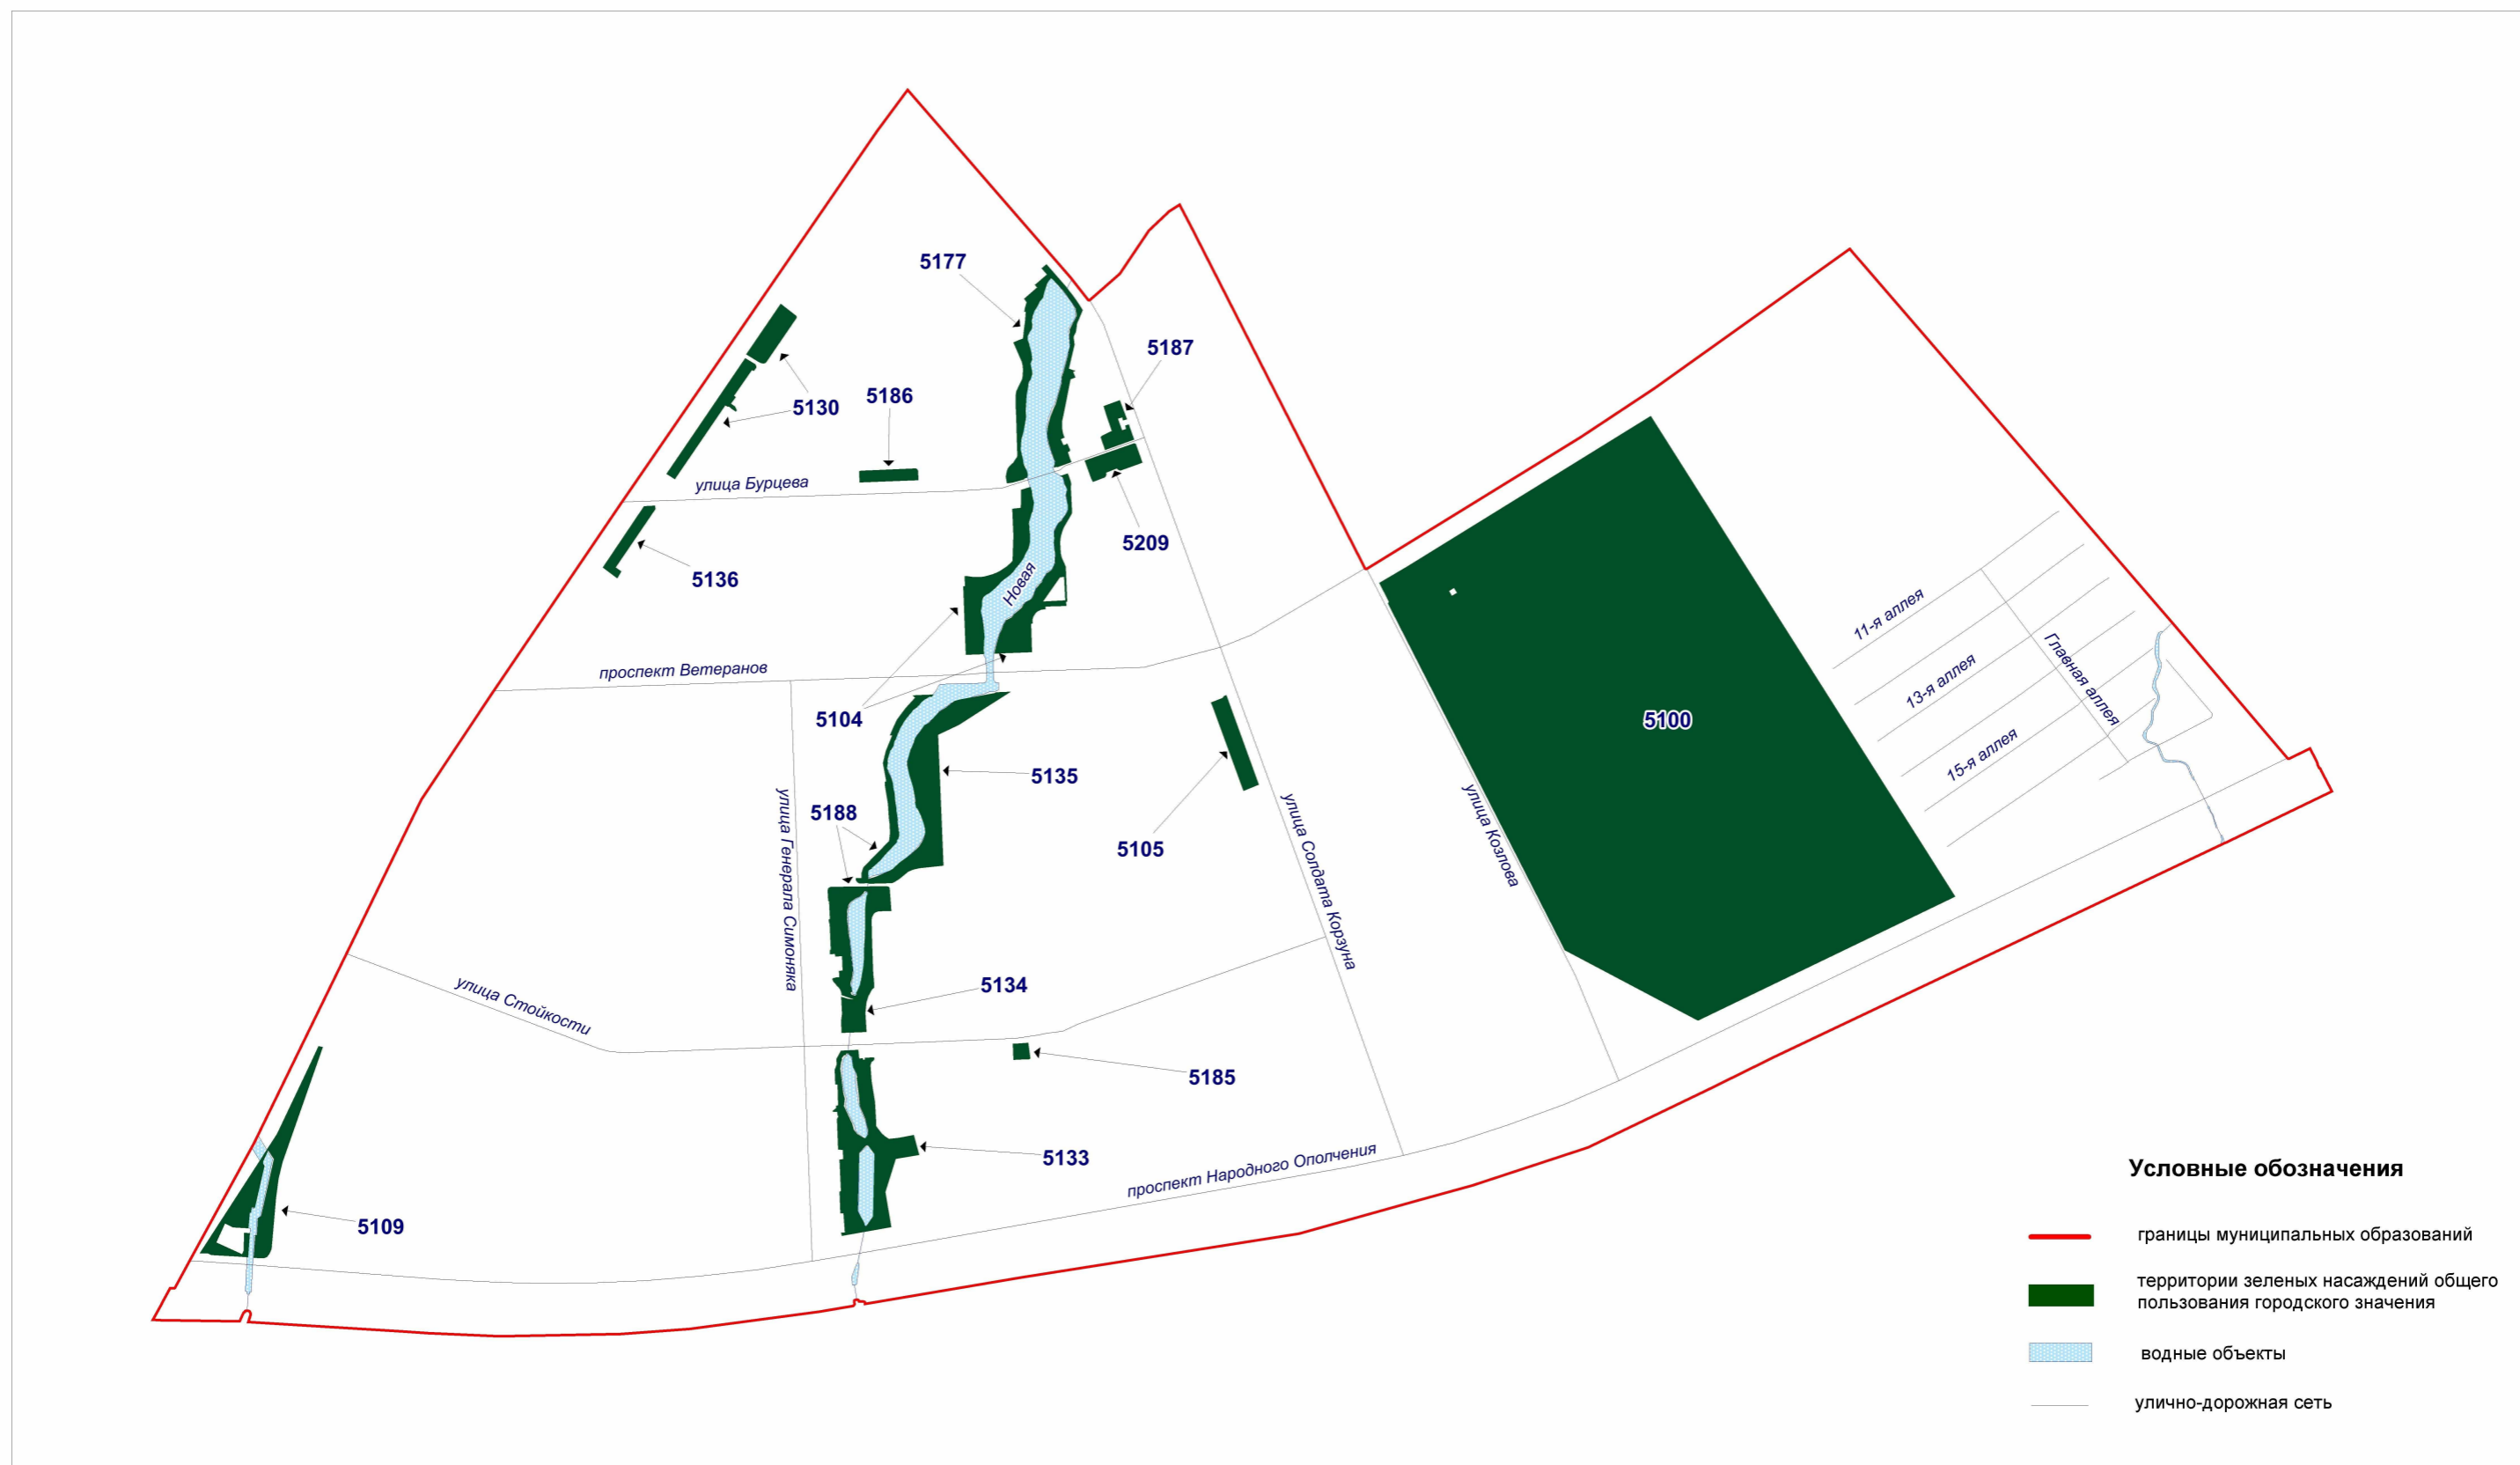 5177
5187
5186
5130
улица Бурцева
5209
5136
Новая
11-я аллея
13-я аллея
Главная аллея
проспект Ветеранов
5104
5100
15-я аллея
5135
5188
5105
улица Генерала Симоняка
улица Солдата Корзуна
улица Козлова
5134
улица Стойкости
5185
5133
проспект Народного Ополчения
5109
Условные обозначения
границы муниципальных образований
территории зеленых насаждений общего
пользования городского значения
водные объекты
улично-дорожная сеть